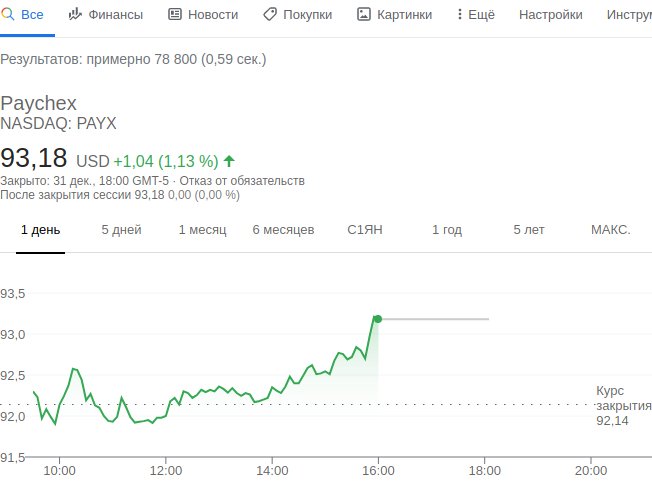 Все Финансы Новости Покупки Картинки Ещё Настройки
Результатов: примерно 78 800 (0,59 сек.)
Paychex
NASDAQ: PAYX
93,18 USD +1,04 (1,13 %)
Закрыто: 31 дек., 18:00 GMT-5 · Отказ от обязательств
После закрытия сессии 93,18 0,00 (0,00 %)
1 день 5 дней 1 месяц 6 месяцев С1ЯН 1 год 5 лет МАКС.
93,5
93,0
92,5
92,0
91,5
Курс
закрытия
92,14
10:00 12:00 14:00 16:00 18:00 20:00